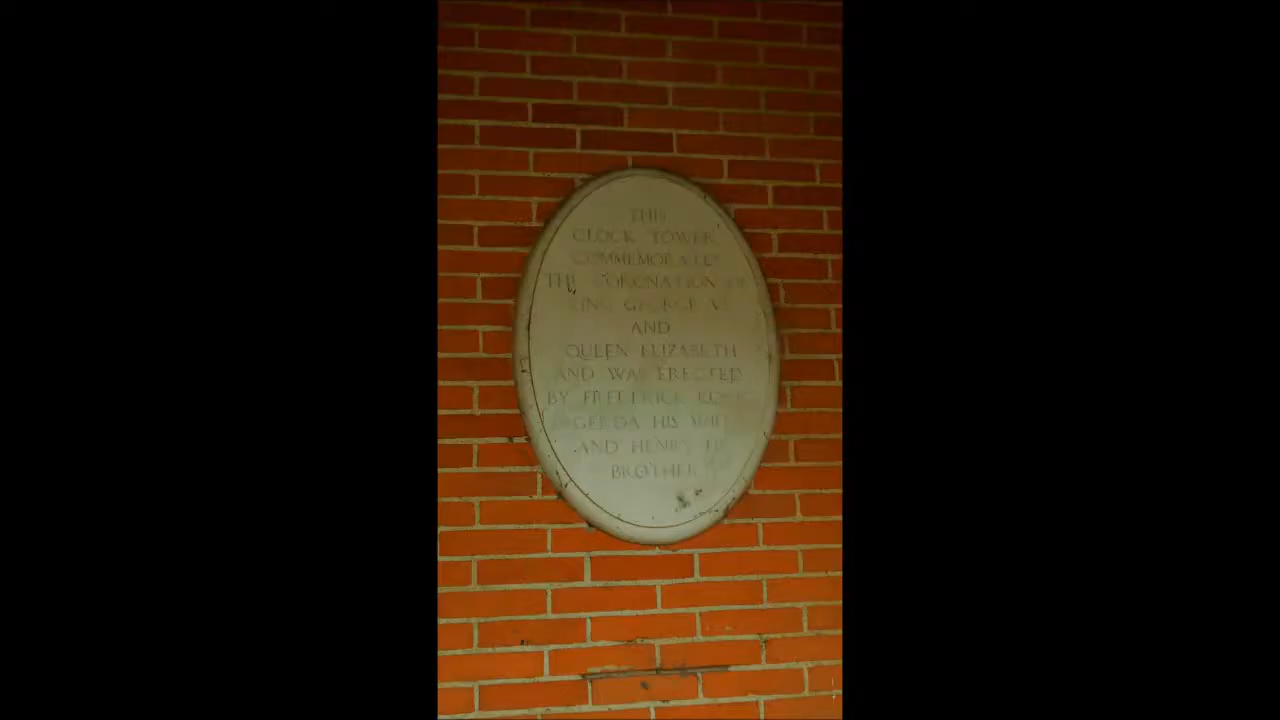 THIS
CLOCK TOWER
COMMEMORATES
THE CORONATION OF
KING GEORGE VI
AND
QUEEN ELIZABETH
AND WAS ERECTED
BY FREDERICK
GERDA HIS WIFE
AND HENRY HIS
BROTHER